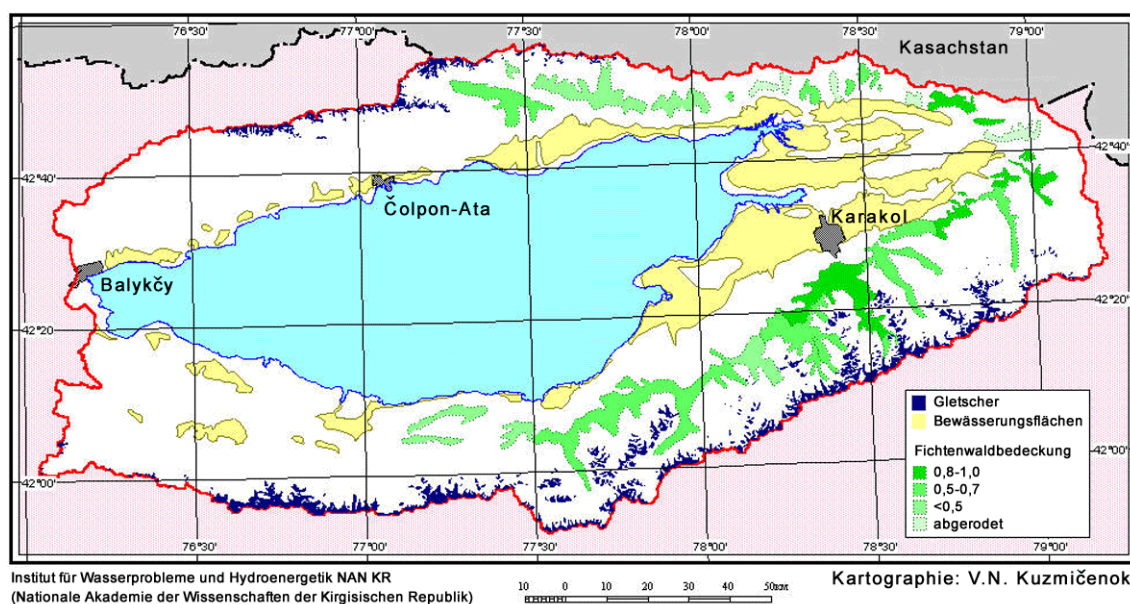 76°30' 77°00' 77°30' 78°00' 78°30' 79°00'
Kasachstan
42°40' 42°40'
Čolpon-Ata
Karakol
Balykčy
42°20' 42°20'
Gletscher
Bewässerungsflächen
Fichtenwaldbedeckung
0,8-1,0
0,5-0,7
<0,5
abgerodet
42°00' 42°00'
76°30' 77°00' 77°30' 78°00' 78°30' 79°00'
Institut für Wasserprobleme und Hydroenergetik NAN KR
(Nationale Akademie der Wissenschaften der Kirgisischen Republik)
10 0 10 20 30 40 50
Kartographie: V.N. Kuzmičenok